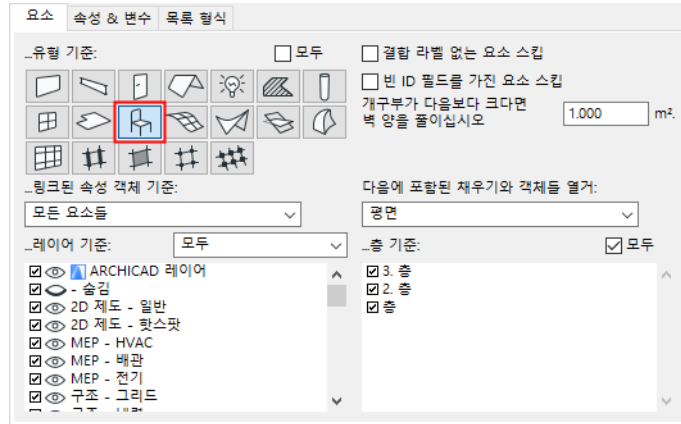 요소 속성 & 변수 목록 형식
...유형 기준: 모두
결합 라벨 없는 요소 스킵
빈 ID 필드를 가진 요소 스킵
개구부가 다음보다 크다면
벽 양을 줄이십시오 1.000 m².
...링크된 속성 객체 기준:
모든 요소들
다음에 포함된 채우기와 객체들 열거:
평면
...레이어 기준: 모두
ARCHICAD 레이어
- 숨김
2D 제도 - 일반
2D 제도 - 핫스팟
MEP - HVAC
MEP - 배관
MEP - 전기
구조 - 그리드
...층 기준: 모두
3. 층
2. 층
층